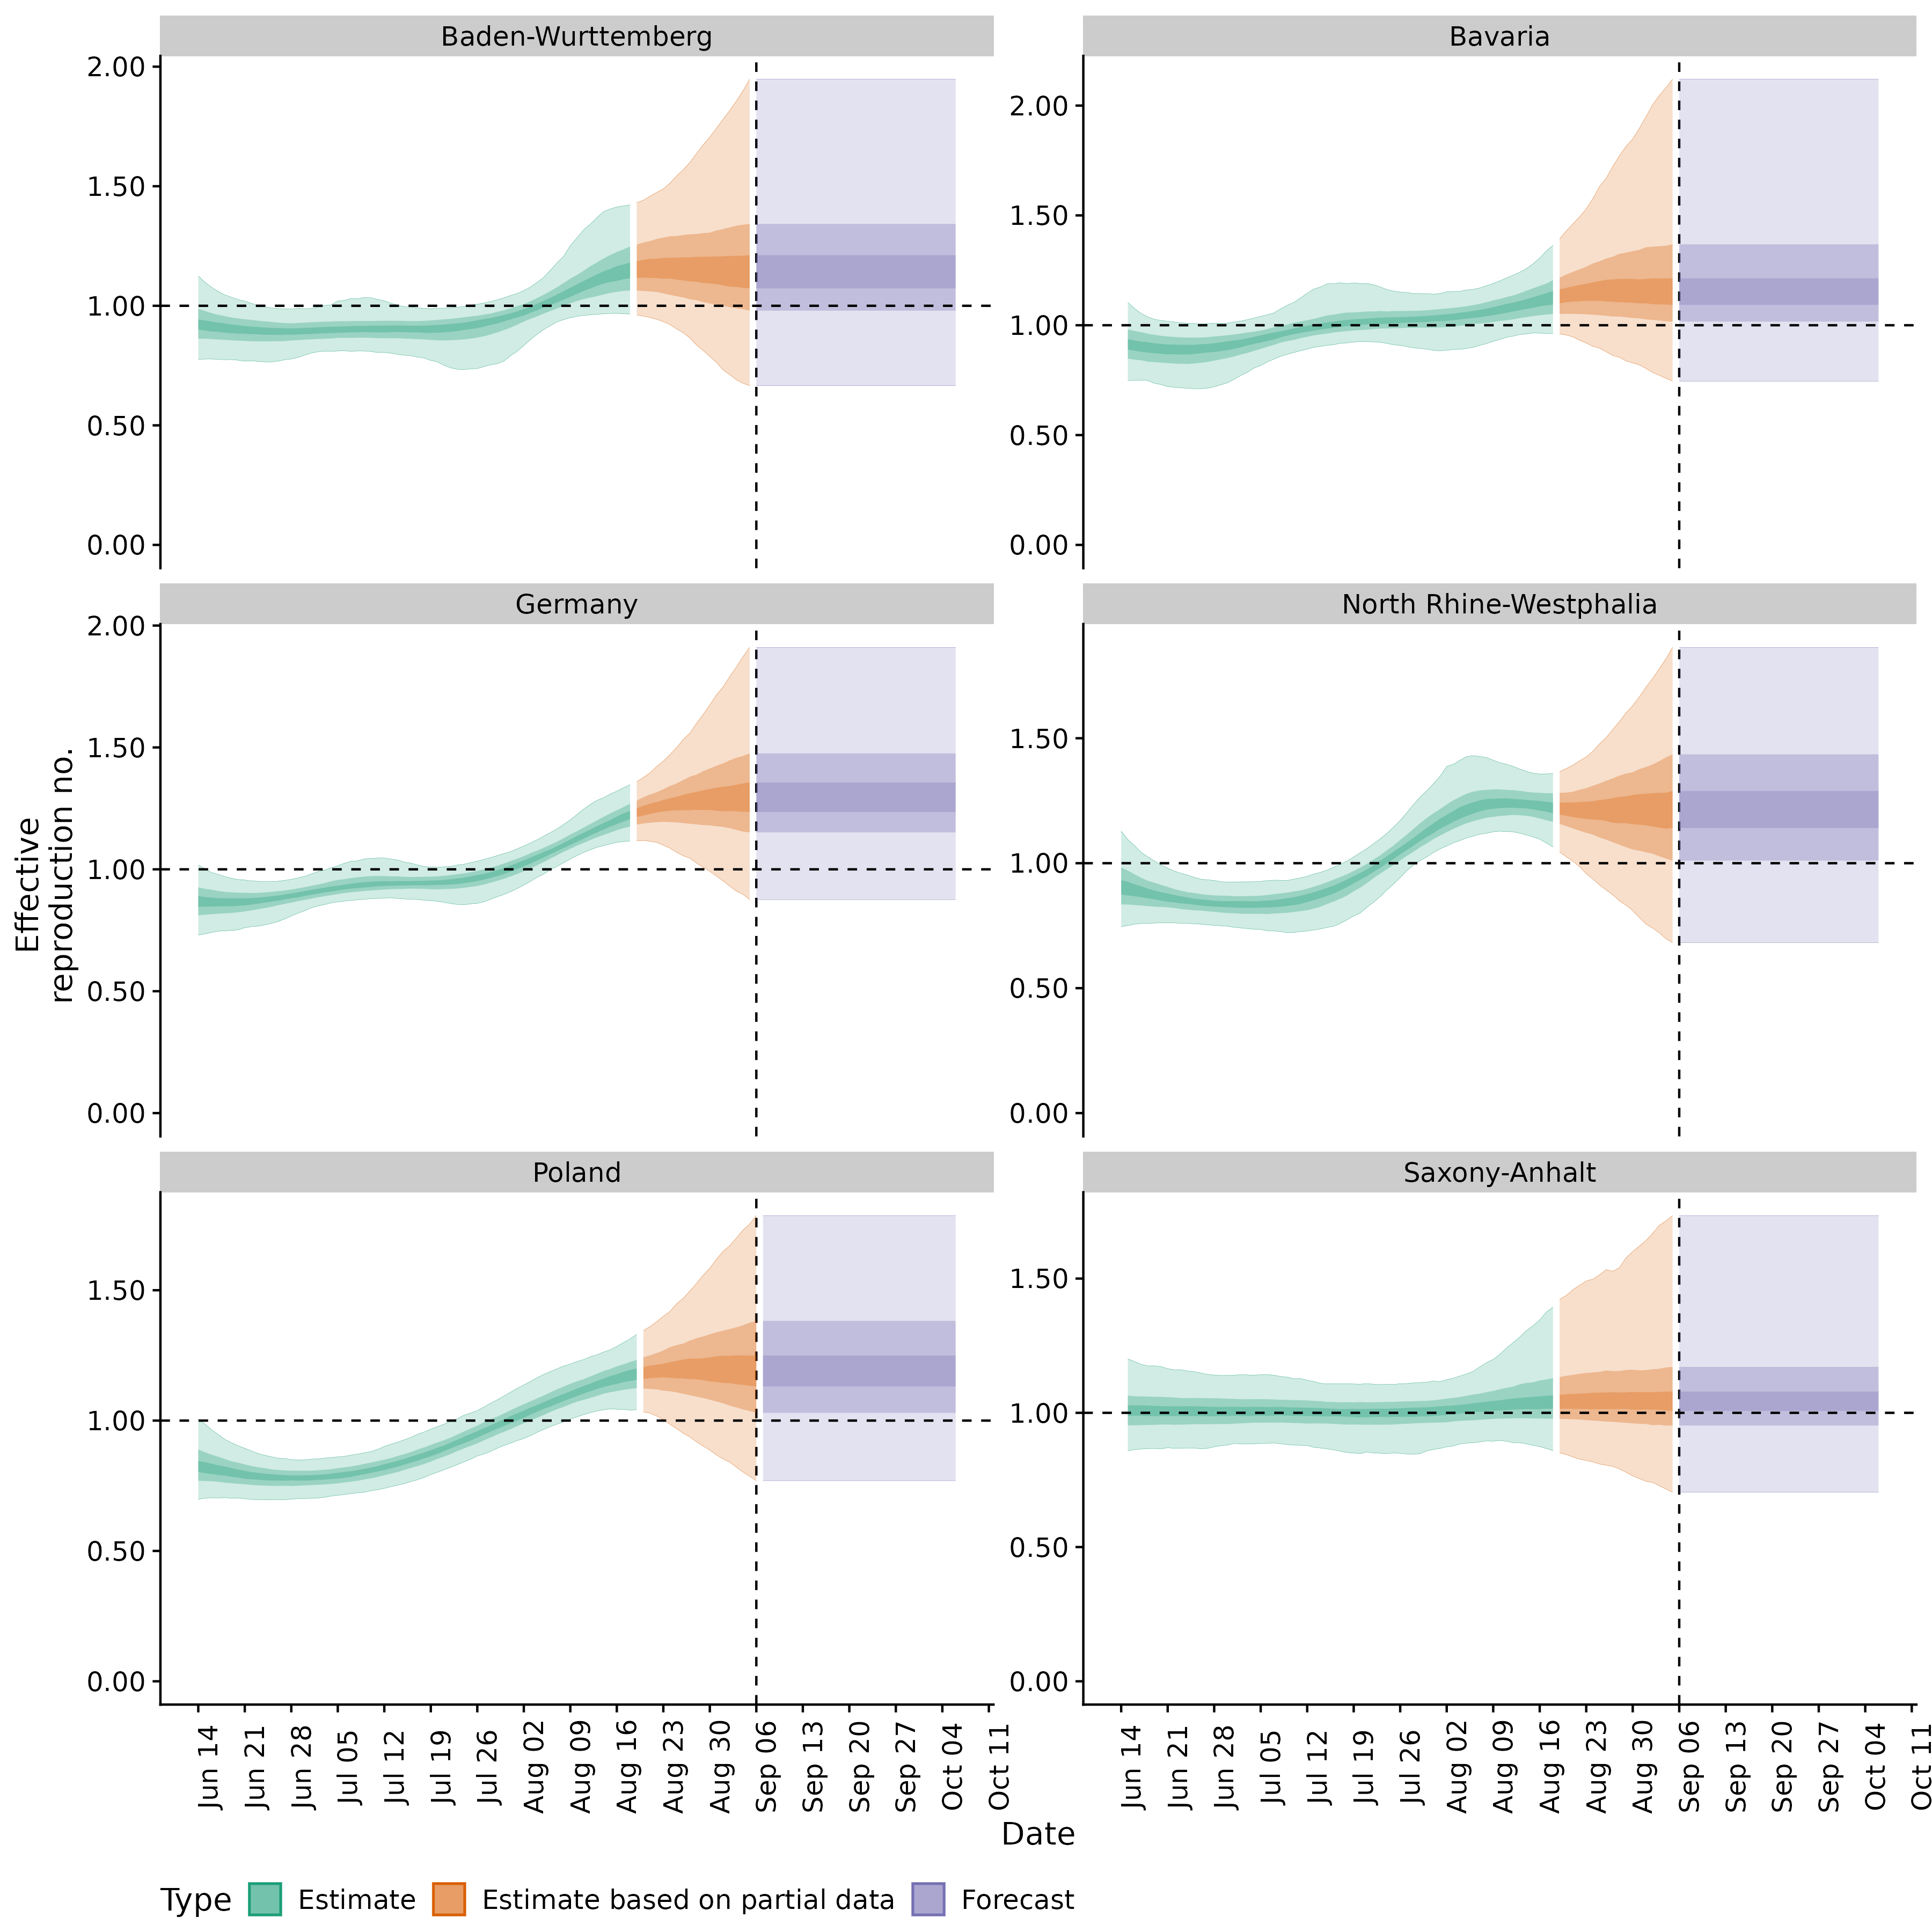 Baden-Wurttemberg
Bavaria
2.00
1.50
1.00
0.50
0.00
2.00
1.50
1.00
0.50
0.00
Germany
North Rhine-Westphalia
2.00
1.50
1.00
0.50
0.00
1.50
1.00
0.50
0.00
Effective
reproduction no.
Poland
Saxony-Anhalt
1.50
1.00
0.50
0.00
1.50
1.00
0.50
0.00
Jun 14
Jun 21
Jun 28
Jul 05
Jul 12
Jul 19
Jul 26
Aug 02
Aug 09
Aug 16
Aug 23
Aug 30
Sep 06
Sep 13
Sep 20
Sep 27
Oct 04
Oct 11
Jun 14
Jun 21
Jun 28
Jul 05
Jul 12
Jul 19
Jul 26
Aug 02
Aug 09
Aug 16
Aug 23
Aug 30
Sep 06
Sep 13
Sep 20
Sep 27
Oct 04
Oct 11
Date
Type Estimate Estimate based on partial data Forecast